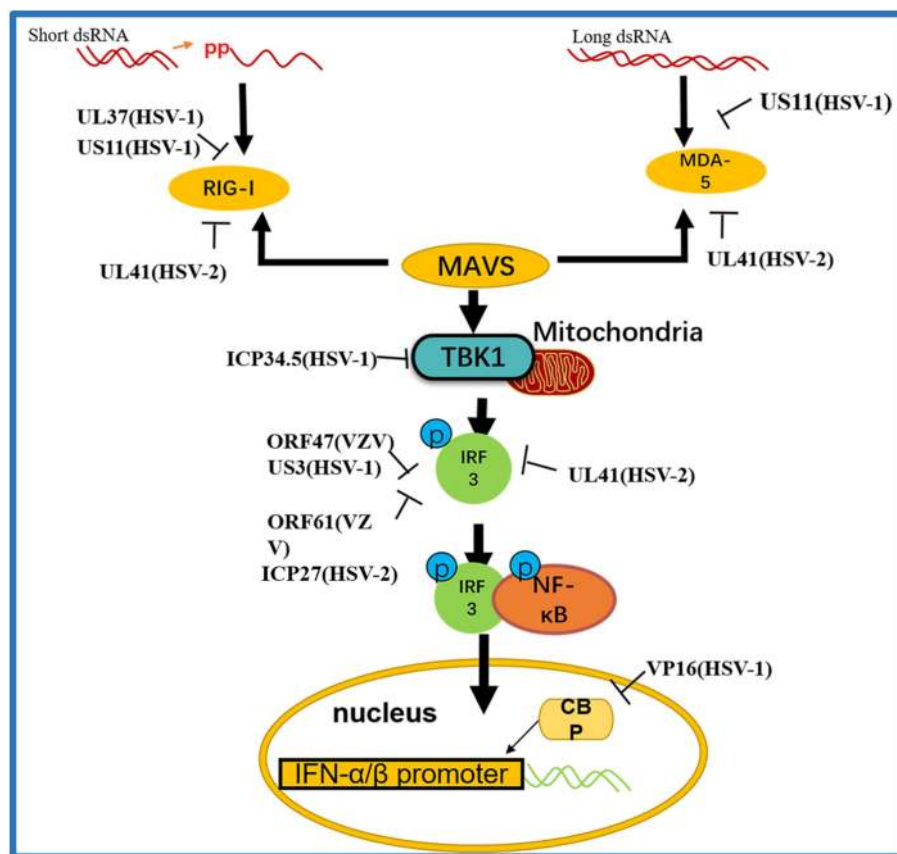 Short dsRNA
pp
Long dsRNA
UL37(HSV-1)
US11(HSV-1)
US11(HSV-1)
RIG-I
MDA-
5
UL41(HSV-2)
UL41(HSV-2)
MAVS
Mitochondria
TBK1
ICP34.5(HSV-1)
p
ORF47(VZV)
US3(HSV-1)
IRF
3
UL41(HSV-2)
ORF61(VZ
V)
ICP27(HSV-2)
p
IRF
3
p
NF-
κB
VP16(HSV-1)
nucleus
CB
P
IFN-α/β promoter